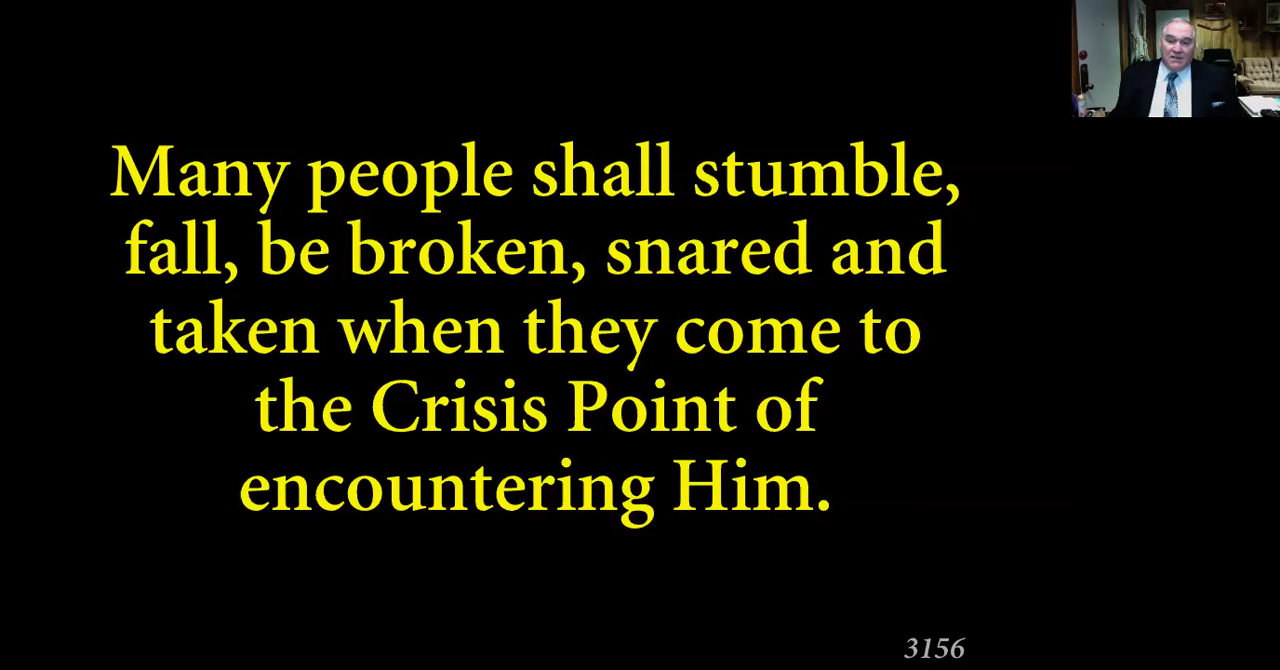 Many people shall stumble,
fall, be broken, snared and
taken when they come to
the Crisis Point of
encountering Him.
3156